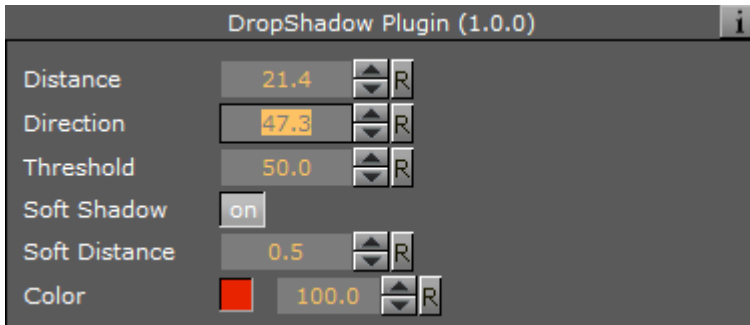 DropShadow Plugin (1.0.0) i
Distance 21.4 R
Direction 47.3 R
Threshold 50.0 R
Soft Shadow on
Soft Distance 0.5 R
Color 100.0 R